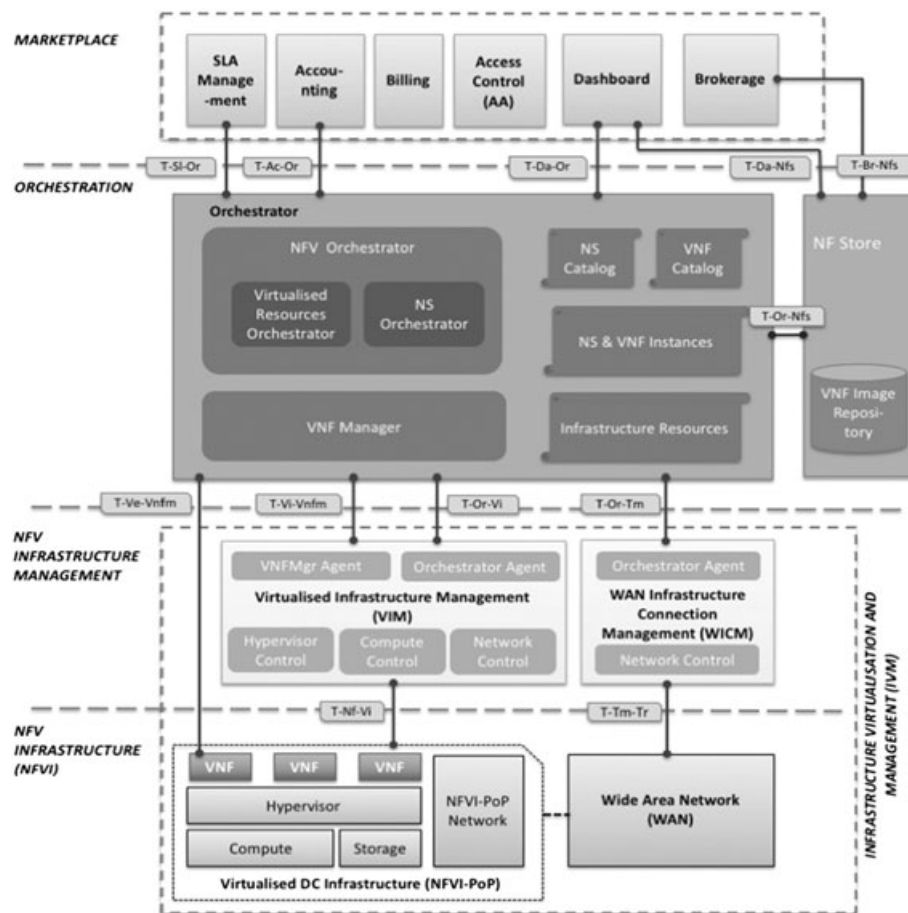 MARKETPLACE
SLA
Manage
-ment
Accou-
nting
Billing
Access
Control
(AA)
Dashboard
Brokerage
T-Sl-Or
T-Ac-Or
T-Da-Or
T-Da-Nfs
T-Br-Nfs
ORCHESTRATION
Orchestrator
NFV Orchestrator
Virtualised
Resources
Orchestrator
NS
Orchestrator
NS
Catalog
VNF
Catalog
NF Store
T-Or-Nfs
NS & VNF Instances
VNF Manager
Infrastructure Resources
VNF Image
Reposi-
tory
T-Ve-Vnfm
T-Vi-Vnfm
T-Or-Vi
T-Or-Tm
NFV
INFRASTRUCTURE
MANAGEMENT
VNFMgr Agent
Orchestrator Agent
Virtualised Infrastructure Management
(VIM)
Hypervisor
Control
Compute
Control
Network
Control
Orchestrator Agent
WAN Infrastructure
Connection
Management (WICM)
Network Control
INFRASTRUCTURE VIRTUALISATION AND
MANAGEMENT (IVM)
T-Nf-Vi
T-Tm-Tr
NFV
INFRASTRUCTURE
(NFVI)
VNF
VNF
VNF
Hypervisor
Compute
Storage
NFVI-PoP
Network
Virtualised DC Infrastructure (NFVI-PoP)
Wide Area Network
(WAN)